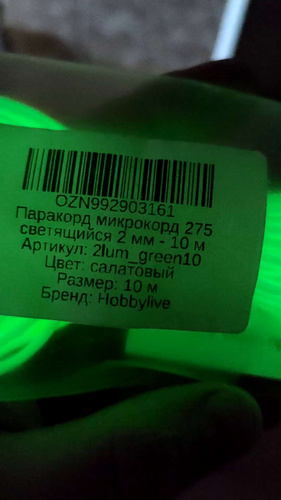 OZN992903161
Паракорд микрокорд 275
светящийся 2 мм - 10 м
Артикул: 2lum_green10
Цвет: салатовый
Размер: 10 м
Бренд: Hobbylive